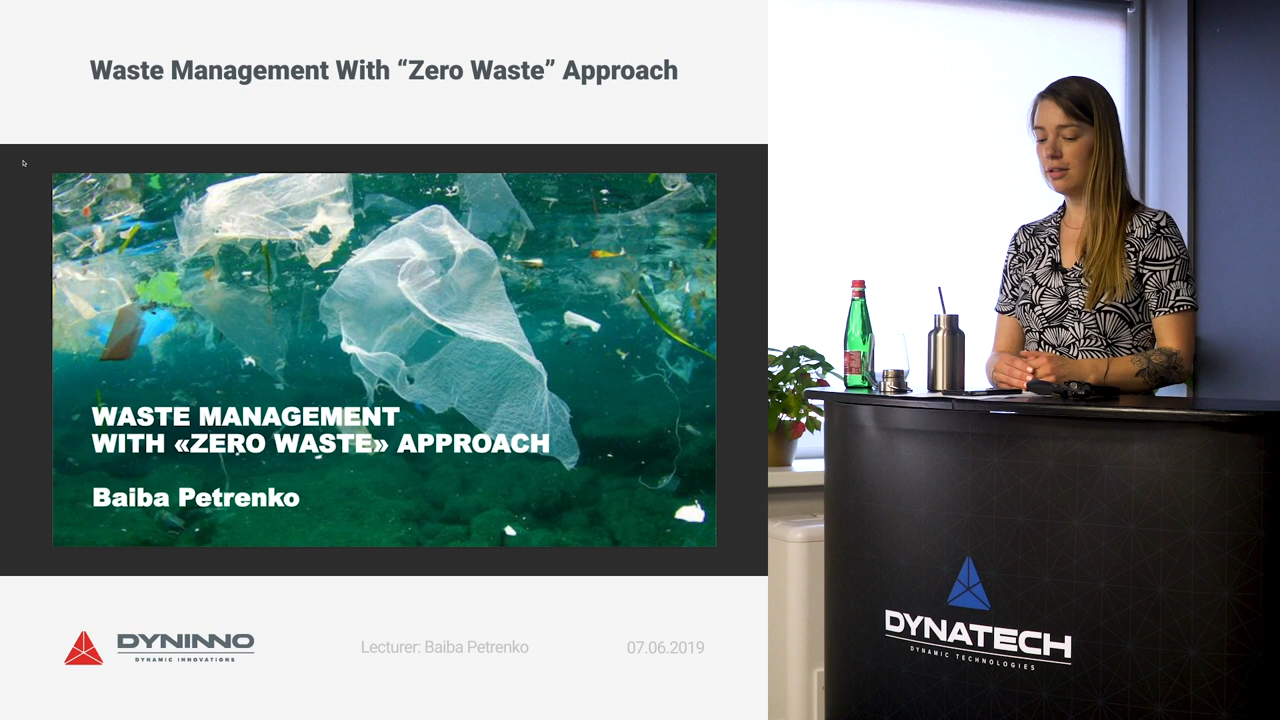 Waste Management With “Zero Waste” Approach
WASTE MANAGEMENT
WITH «ZERO WASTE» APPROACH
Baiba Petrenko
DYNINNO
DYNAMIC INNOVATIONS
Lecturer: Baiba Petrenko
07.06.2019
DYNATECH
DYNAMIC TECHNOLOGIES